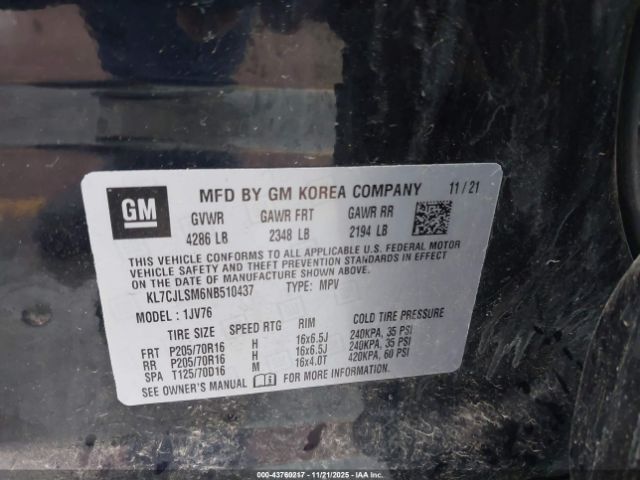 GM
MFD BY GM KOREA COMPANY 11/21
GVWR GAWR FRT GAWR RR
4286 LB 2348 LB 2194 LB
THIS VEHICLE CONFORMS TO ALL APPLICABLE U.S. FEDERAL MOTOR
VEHICLE SAFETY AND THEFT PREVENTION STANDARDS IN EFFECT ON
THE DATE OF MANUFACTURE SHOWN ABOVE.
KL7CJLSM6NB510437 TYPE: MPV
MODEL: 1JV76
TIRE SIZE SPEED RTG RIM COLD TIRE PRESSURE
FRT P205/70R16 H 16x6.5J 240KPA, 35 PSI
RR P205/70R16 H 16x6.5J 240KPA, 35 PSI
SPA T125/70D16 M 16x4.0T 420KPA, 60 PSI
SEE OWNER'S MANUAL FOR MORE INFORMATION.
000-43760217 - 11/21/2025 - IAA Inc.